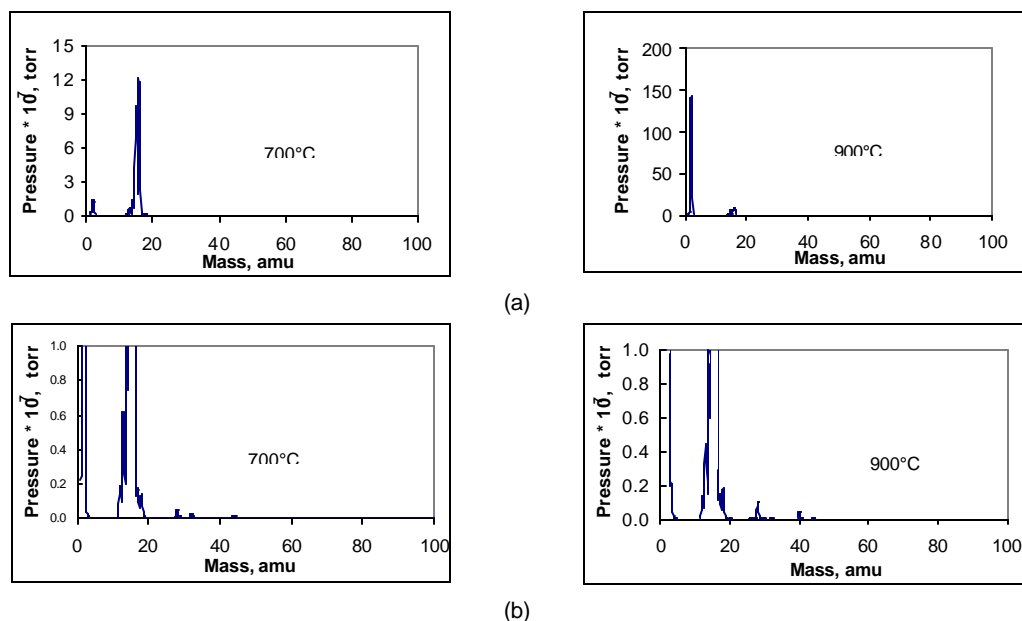 Pressure * 10⁷, torr
15
12
9
6
3
0
700°C
0 20 40 60 80 100
Mass, amu
Pressure * 10⁷, torr
200
150
100
50
0
900°C
0 20 40 60 80 100
Mass, amu
(a)
Pressure * 10⁷, torr
1.0
0.8
0.6
0.4
0.2
0.0
700°C
0 20 40 60 80 100
Mass, amu
Pressure * 10⁷, torr
1.0
0.8
0.6
0.4
0.2
0.0
900°C
0 20 40 60 80 100
Mass, amu
(b)